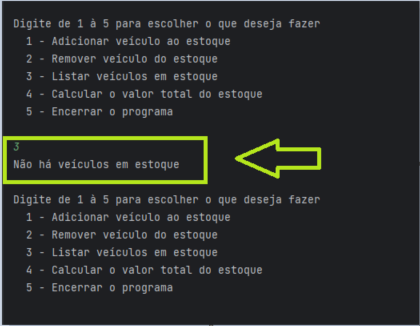 Digite de 1 à 5 para escolher o que deseja fazer
1 - Adicionar veículo ao estoque
2 - Remover veículo do estoque
3 - Listar veículos em estoque
4 - Calcular o valor total do estoque
5 - Encerrar o programa
3
Não há veículos em estoque
Digite de 1 à 5 para escolher o que deseja fazer
1 - Adicionar veículo ao estoque
2 - Remover veículo do estoque
3 - Listar veículos em estoque
4 - Calcular o valor total do estoque
5 - Encerrar o programa